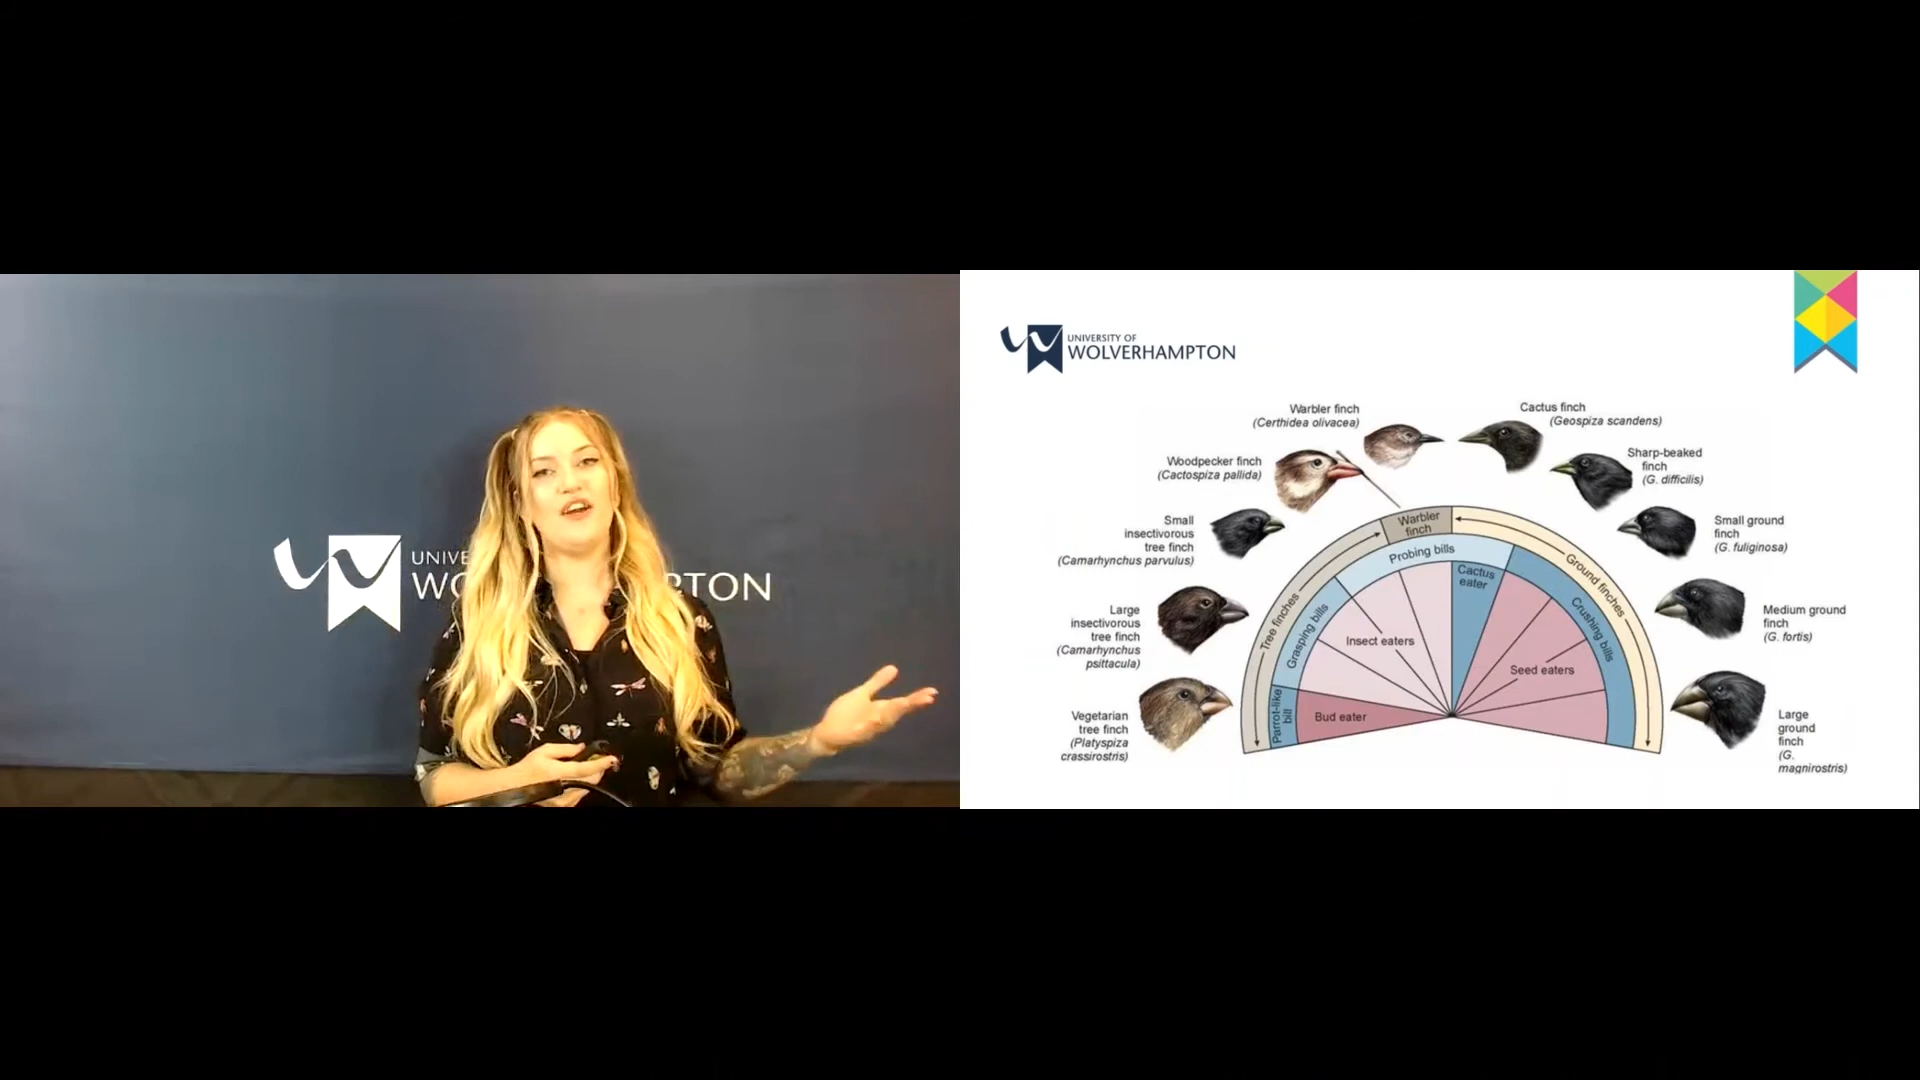 UNIVE
WO PTON
UNIVERSITY OF
WOLVERHAMPTON
Warbler finch
(Certhidea olivacea)
Cactus finch
(Geospiza scandens)
Woodpecker finch
(Cactospiza pallida)
Sharp-beaked
finch
(G. difficilis)
Small
insectivorous
tree finch
(Camarhynchus parvulus)
Small ground
finch
(G. fuliginosa)
Large
insectivorous
tree finch
(Camarhynchus
psittacula)
Medium ground
finch
(G. fortis)
Vegetarian
tree finch
(Platyspiza
crassirostris)
Large
ground
finch
(G.
magnirostris)
Warbler
finch
Tree finches
Ground finches
Probing bills
Grasping bills
Crushing bills
Parrot-like
bill
Cactus
eater
Insect eaters
Seed eaters
Bud eater